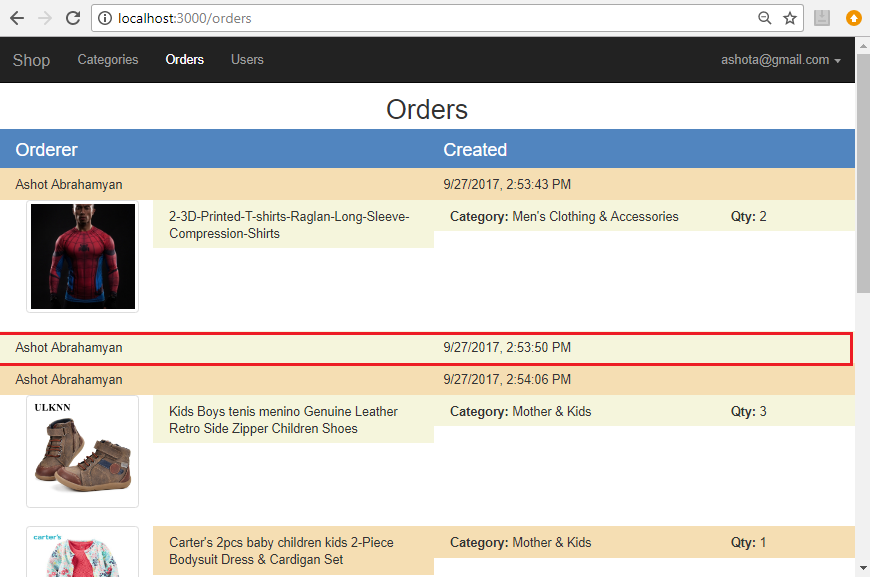 localhost:3000/orders
Shop Categories Orders Users ashota@gmail.com
Orders
Orderer Created
Ashot Abrahamyan 9/27/2017, 2:53:43 PM
2-3D-Printed-T-shirts-Raglan-Long-Sleeve- Category: Men's Clothing & Accessories Qty: 2
Compression-Shirts
Ashot Abrahamyan 9/27/2017, 2:53:50 PM
Ashot Abrahamyan 9/27/2017, 2:54:06 PM
ULKNN
Kids Boys tenis menino Genuine Leather Category: Mother & Kids Qty: 3
Retro Side Zipper Children Shoes
carter's
Carter's 2pcs baby children kids 2-Piece Category: Mother & Kids Qty: 1
Bodysuit Dress & Cardigan Set